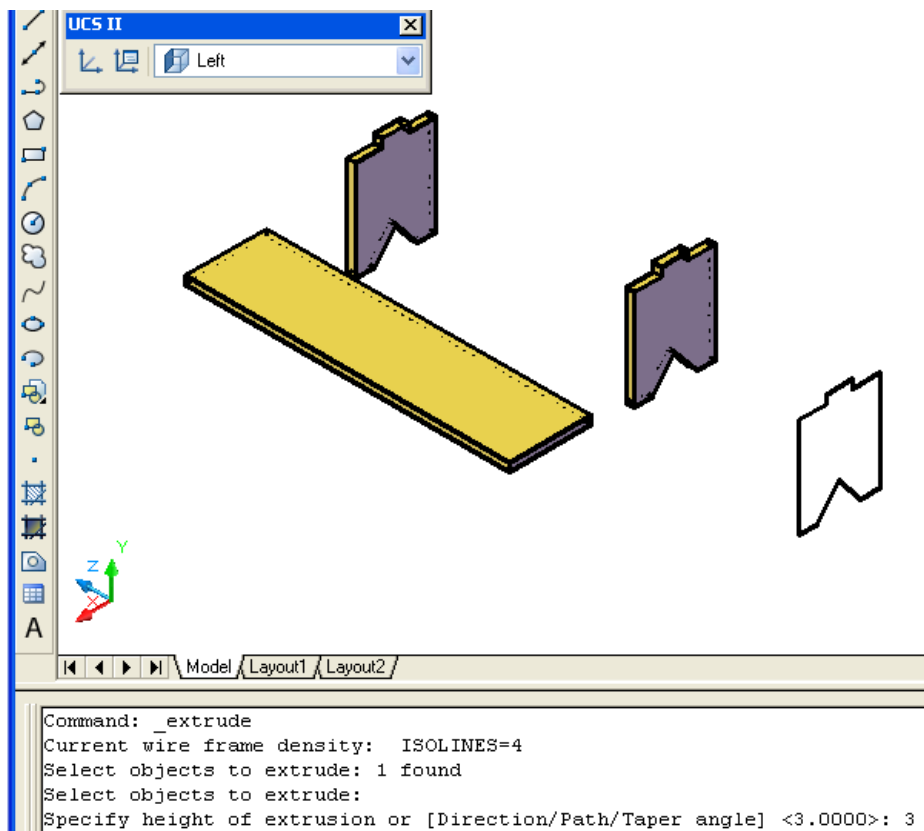 UCS II
Left
A
Y
Z
X
Model
Layout1
Layout2
Command: _extrude
Current wire frame density:  ISOLINES=4
Select objects to extrude: 1 found
Select objects to extrude:
Specify height of extrusion or [Direction/Path/Taper angle] <3.0000>: 3